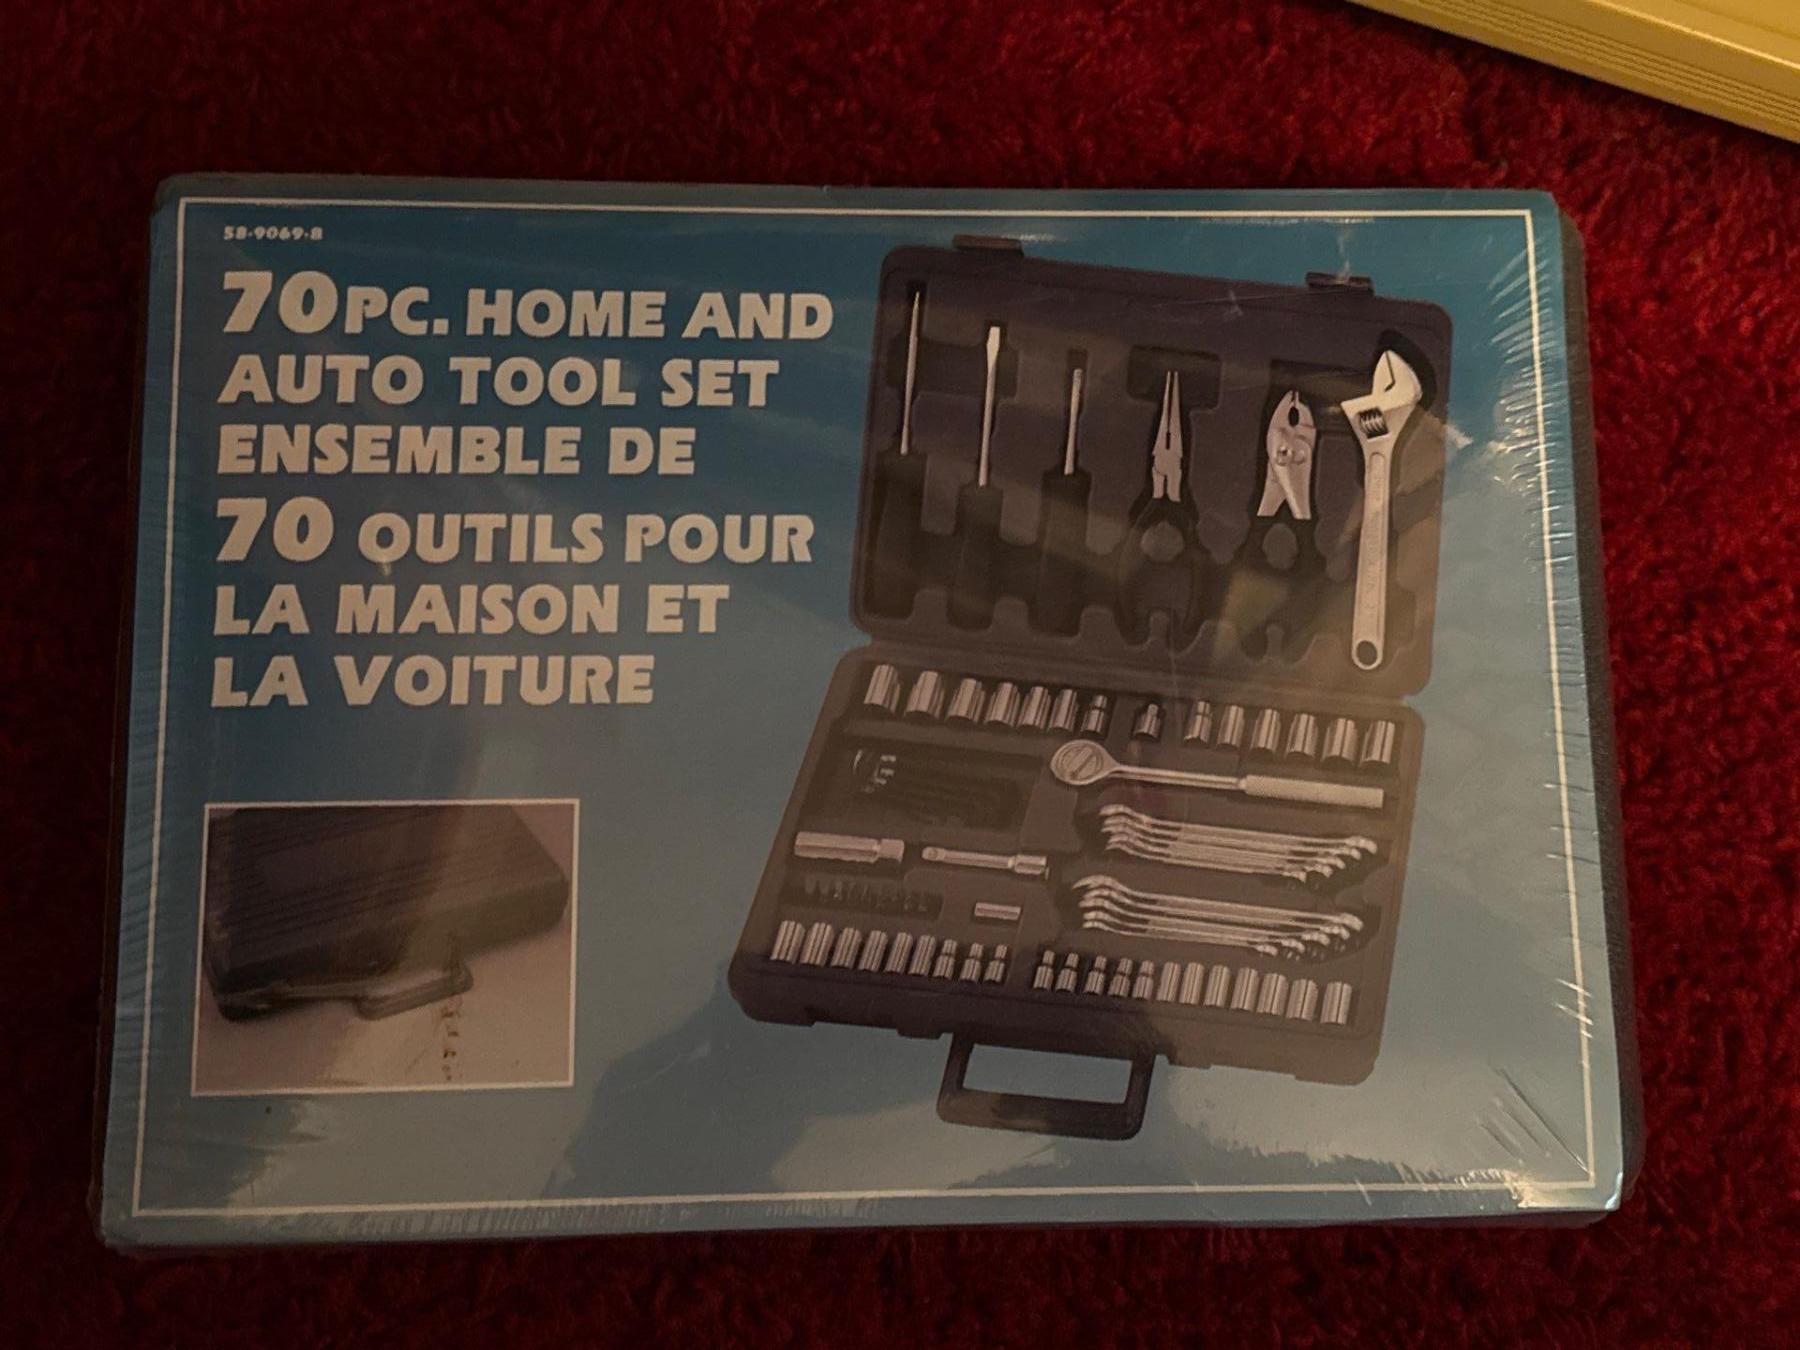 58-9069-8
70PC. HOME AND
AUTO TOOL SET
ENSEMBLE DE
70 OUTILS POUR
LA MAISON ET
LA VOITURE